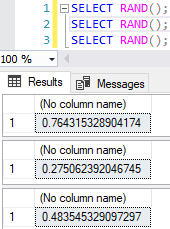 1 SELECT RAND();
2 SELECT RAND();
3 SELECT RAND();
100 %
Results Messages
(No column name)
1 0.764315328904174
(No column name)
1 0.275062392046745
(No column name)
1 0.483545329097297